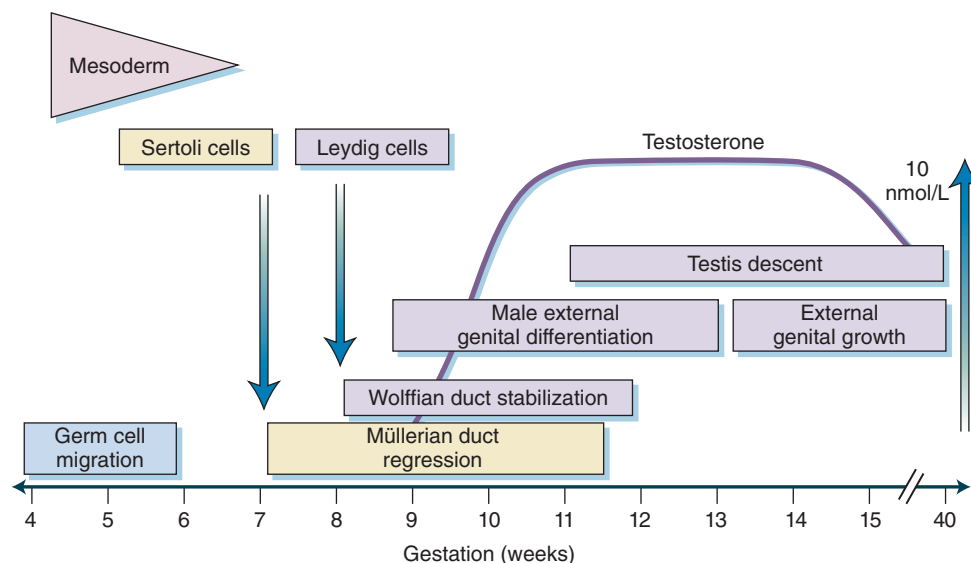 Mesoderm
Sertoli cells
Leydig cells
Testosterone
10
nmol/L
Testis descent
Male external
genital differentiation
External
genital growth
Wolffian duct stabilization
Germ cell
migration
Müllerian duct
regression
4 5 6 7 8 9 10 11 12 13 14 15 40
Gestation (weeks)